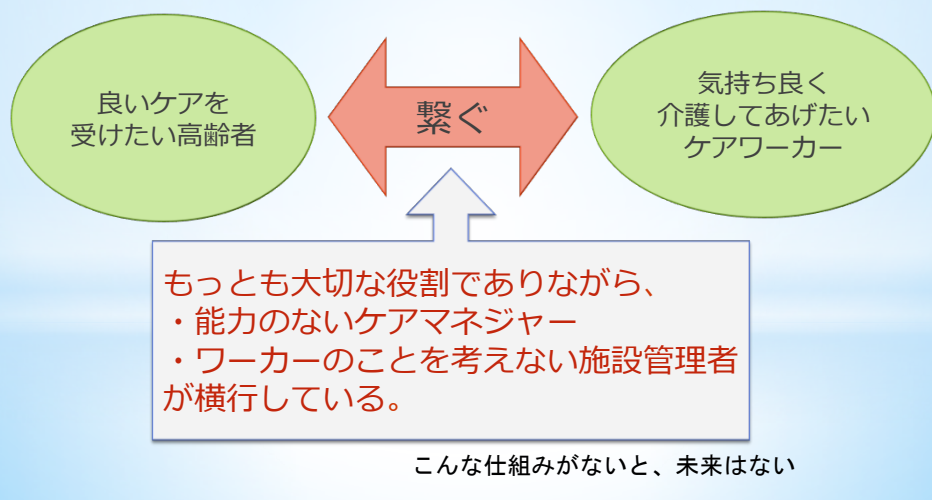 良いケアを
受けたい高齢者
繋ぐ
気持ち良く
介護してあげたい
ケアワーカー
もっとも大切な役割でありながら、
・能力のないケアマネジャー
・ワーカーのことを考えない施設管理者
が横行している。
こんな仕組みがないと、未来はない